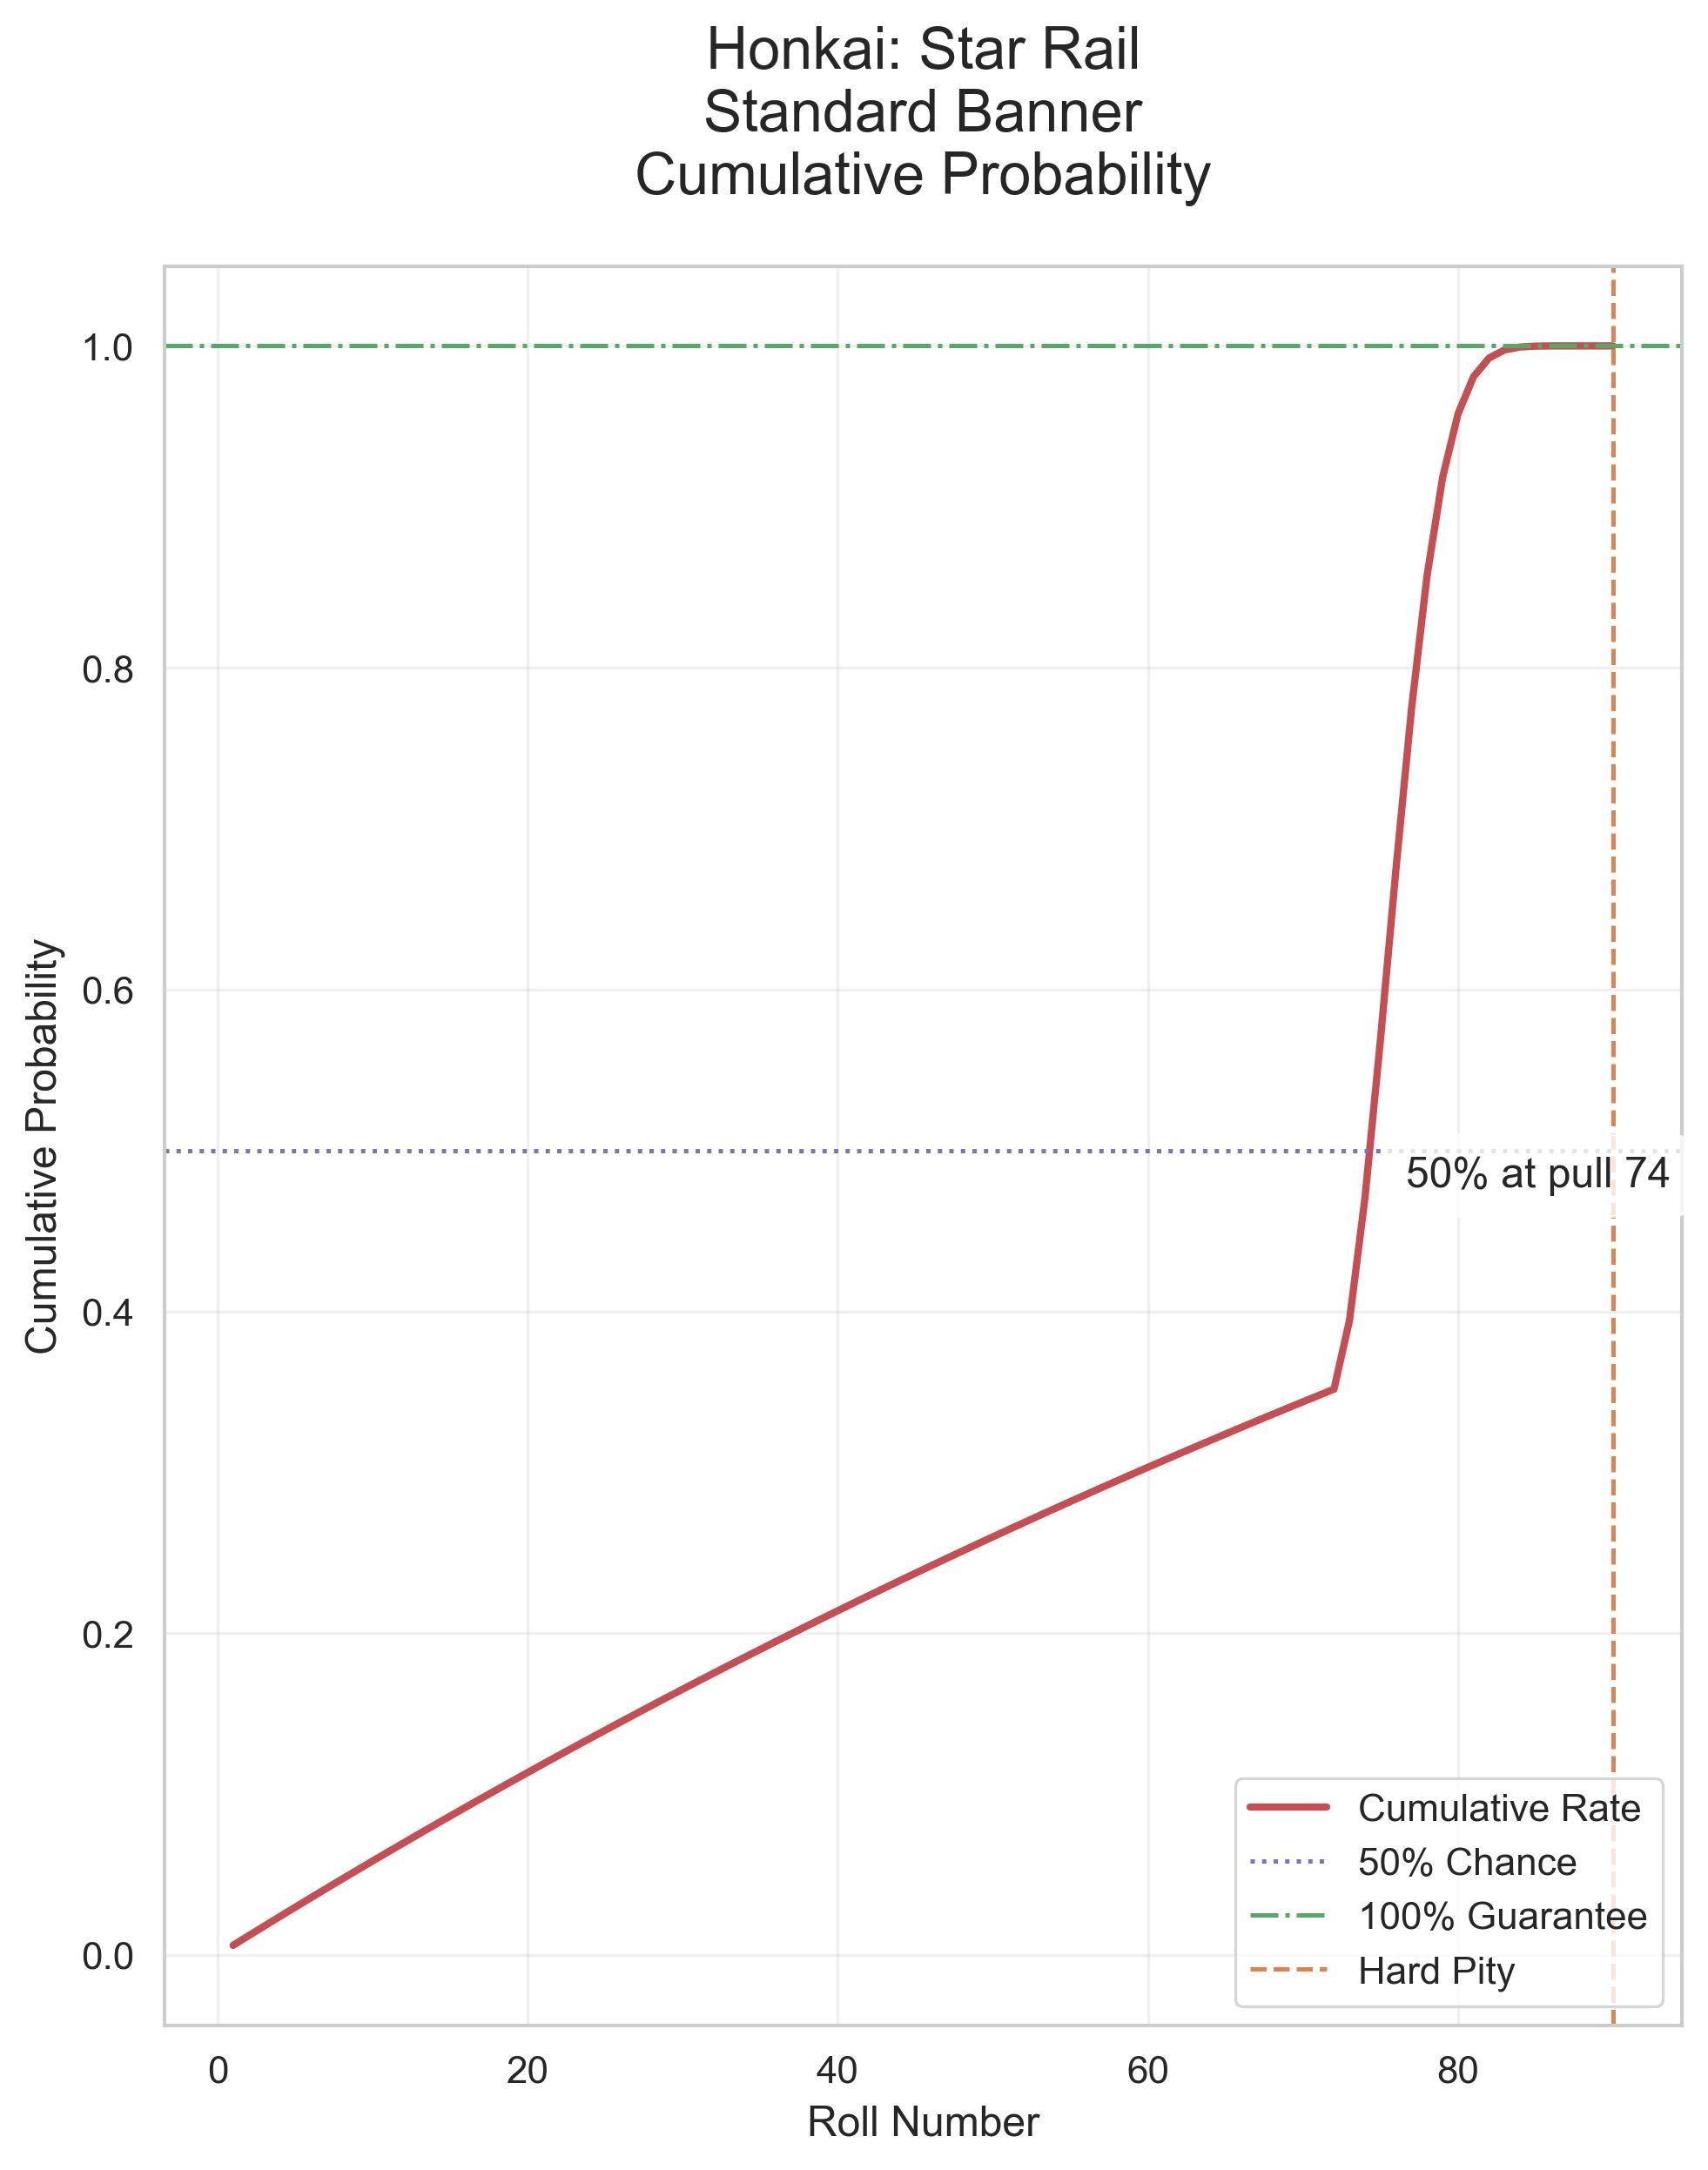 Honkai: Star Rail
Standard Banner
Cumulative Probability
Cumulative Probability
1.0
0.8
0.6
0.4
0.2
0.0
50% at pull 74
Cumulative Rate
50% Chance
100% Guarantee
Hard Pity
0 20 40 60 80
Roll Number